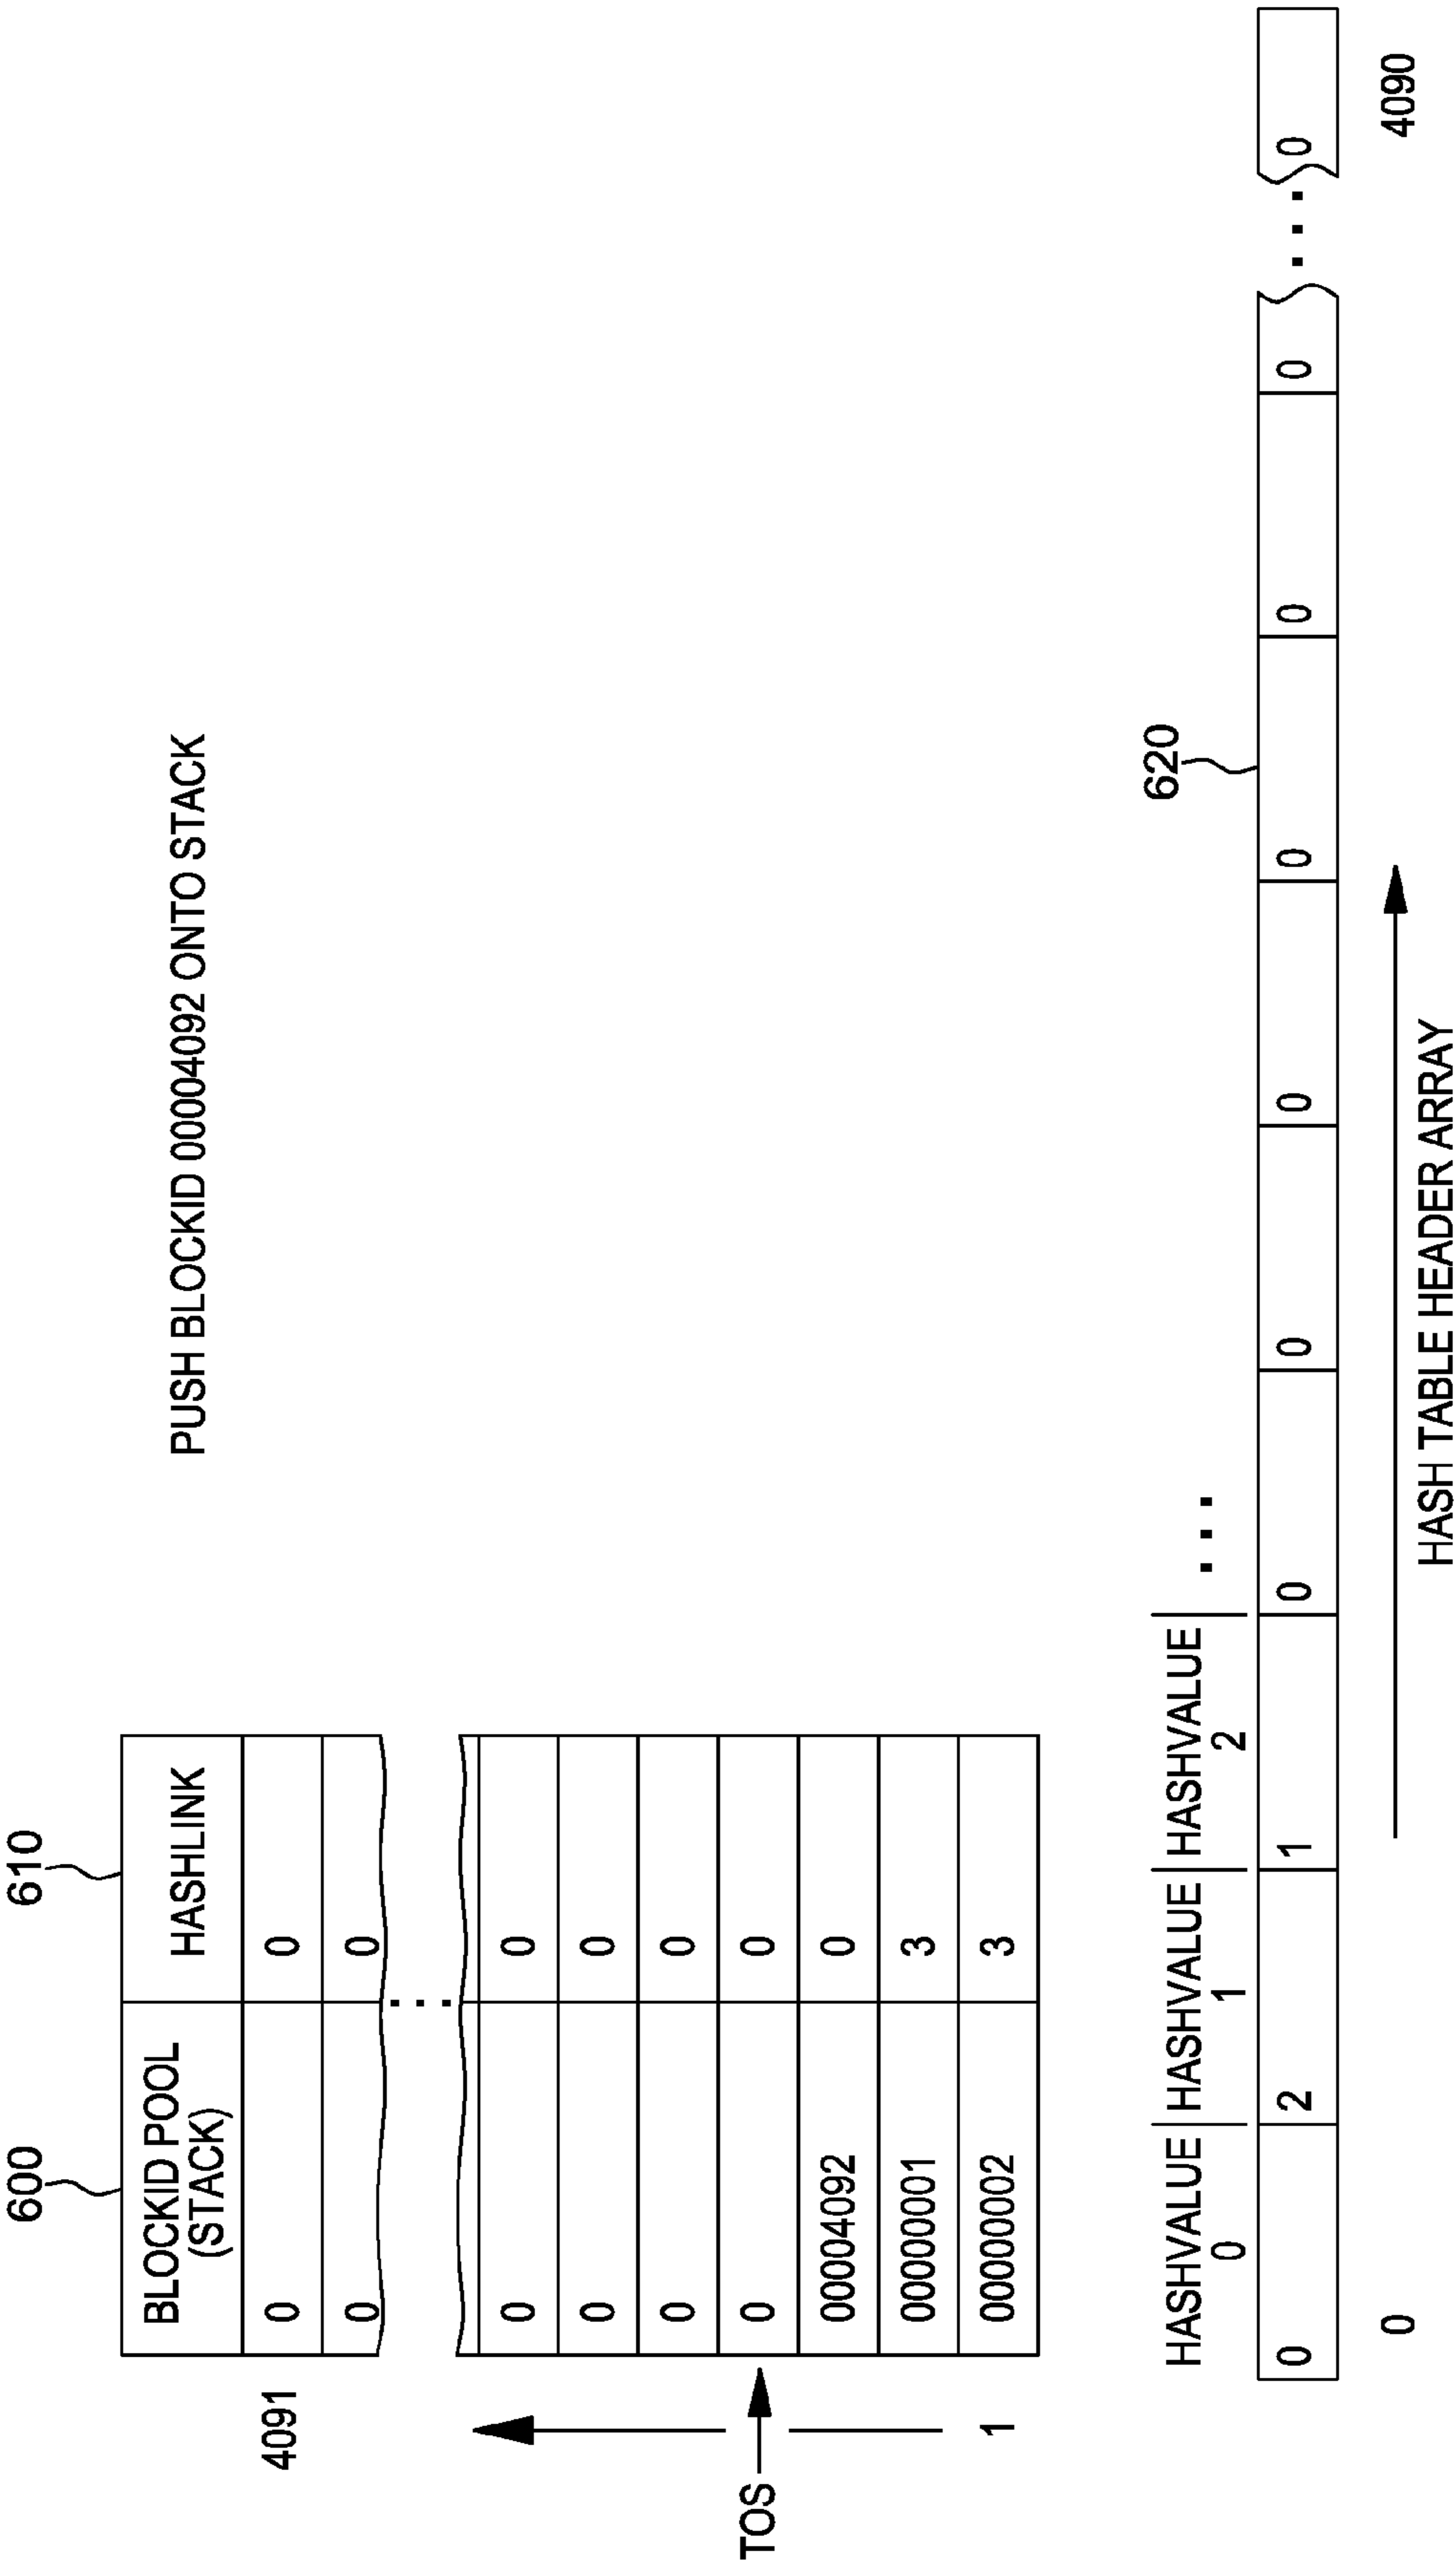 PUSH BLOCKID 00004092 ONTO STACK
600
610
BLOCKID POOL
(STACK)
HASHLINK
4091
0 0
0 0
...
0 0
0 0
0 0
TOS
0 0
00004092 0
00000001 3
1
00000002 3
620
HASHVALUE
0
HASHVALUE
1
HASHVALUE
2
...
0 2 1 0 0 0 0 0 0 ... 0
0
4090
HASH TABLE HEADER ARRAY